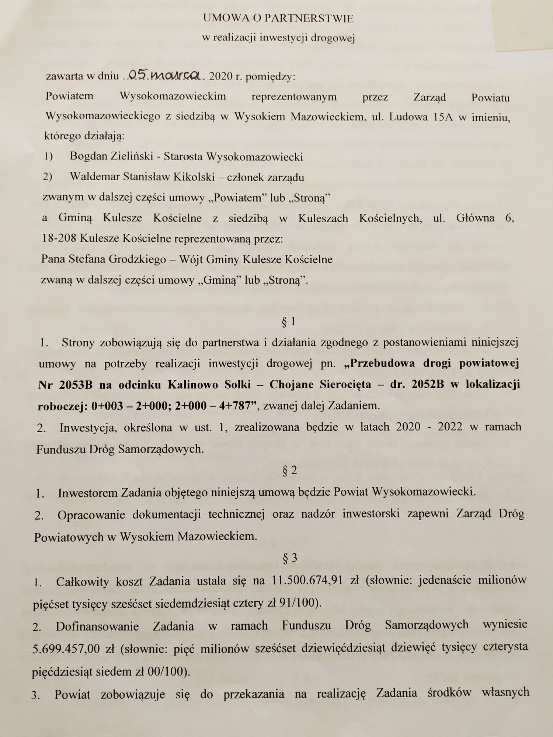 UMOWA O PARTNERSTWIE
w realizacji inwestycji drogowej
zawarta w dniu ..05.marca.. 2020 r. pomiędzy:
Powiatem Wysokomazowieckim reprezentowanym przez Zarząd Powiatu
Wysokomazowieckiego z siedzibą w Wysokiem Mazowieckiem, ul. Ludowa 15A w imieniu,
którego działają:
1) Bogdan Zieliński - Starosta Wysokomazowiecki
2) Waldemar Stanisław Kikolski – członek zarządu
zwanym w dalszej części umowy „Powiatem” lub „Stroną”
a Gminą Kulesze Kościelne z siedzibą w Kuleszach Kościelnych, ul. Główna 6,
18-208 Kulesze Kościelne reprezentowaną przez:
Pana Stefana Grodzkiego – Wójt Gminy Kulesze Kościelne
zwaną w dalszej części umowy „Gminą” lub „Stroną”.
§ 1
1. Strony zobowiązują się do partnerstwa i działania zgodnego z postanowieniami niniejszej
umowy na potrzeby realizacji inwestycji drogowej pn. „Przebudowa drogi powiatowej
Nr 2053B na odcinku Kalinowo Solki – Chojane Sierocięta – dr. 2052B w lokalizacji
roboczej: 0+003 – 2+000; 2+000 – 4+787”, zwanej dalej Zadaniem.
2. Inwestycja, określona w ust. 1, zrealizowana będzie w latach 2020 - 2022 w ramach
Funduszu Dróg Samorządowych.
§ 2
1. Inwestorem Zadania objętego niniejszą umową będzie Powiat Wysokomazowiecki.
2. Opracowanie dokumentacji technicznej oraz nadzór inwestorski zapewni Zarząd Dróg
Powiatowych w Wysokiem Mazowieckiem.
§ 3
1. Całkowity koszt Zadania ustala się na 11.500.674,91 zł (słownie: jedenaście milionów
pięćset tysięcy sześćset siedemdziesiąt cztery zł 91/100).
2. Dofinansowanie Zadania w ramach Funduszu Dróg Samorządowych wyniesie
5.699.457,00 zł (słownie: pięć milionów sześćset dziewięćdziesiąt dziewięć tysięcy czterysta
pięćdziesiąt siedem zł 00/100).
3. Powiat zobowiązuje się do przekazania na realizację Zadania środków własnych